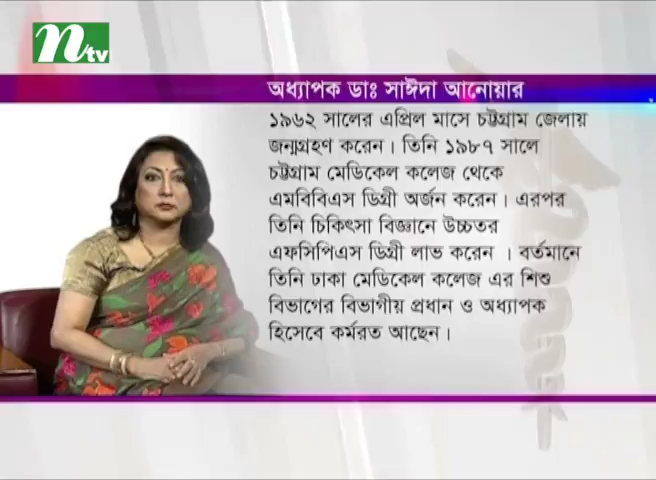 ntv
অধ্যাপক ডাঃ সাঈদা আনোয়ার
১৯৬২ সালের এপ্রিল মাসে চট্টগ্রাম জেলায়
জন্মগ্রহণ করেন। তিনি ১৯৮৭ সালে
চট্টগ্রাম মেডিকেল কলেজ থেকে
এমবিবিএস ডিগ্রী অর্জন করেন। এরপর
তিনি চিকিৎসা বিজ্ঞানে উচ্চতর
এফসিপিএস ডিগ্রী লাভ করেন । বর্তমানে
তিনি ঢাকা মেডিকেল কলেজ এর শিশু
বিভাগের বিভাগীয় প্রধান ও অধ্যাপক
হিসেবে কর্মরত আছেন।